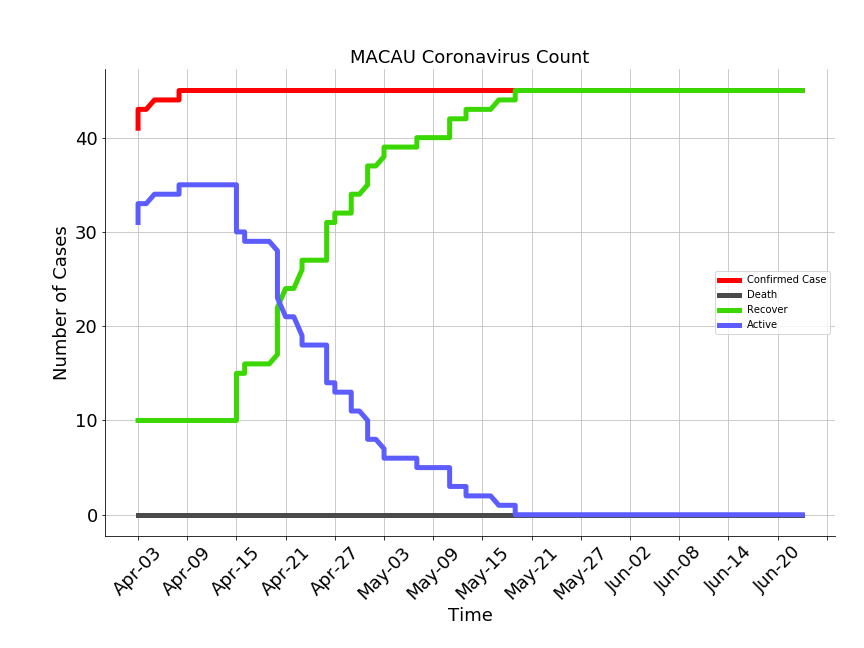 MACAU Coronavirus Count
Number of Cases
40
30
20
10
0
Confirmed Case
Death
Recover
Active
Apr-03
Apr-09
Apr-15
Apr-21
Apr-27
May-03
May-09
May-15
May-21
May-27
Jun-02
Jun-08
Jun-14
Jun-20
Time